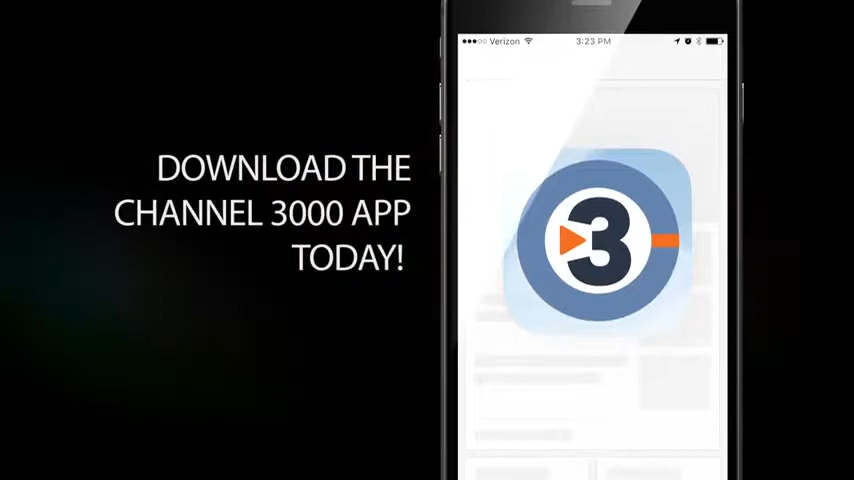 Verizon 3:23 PM
DOWNLOAD THE
CHANNEL 3000 APP
TODAY!
3